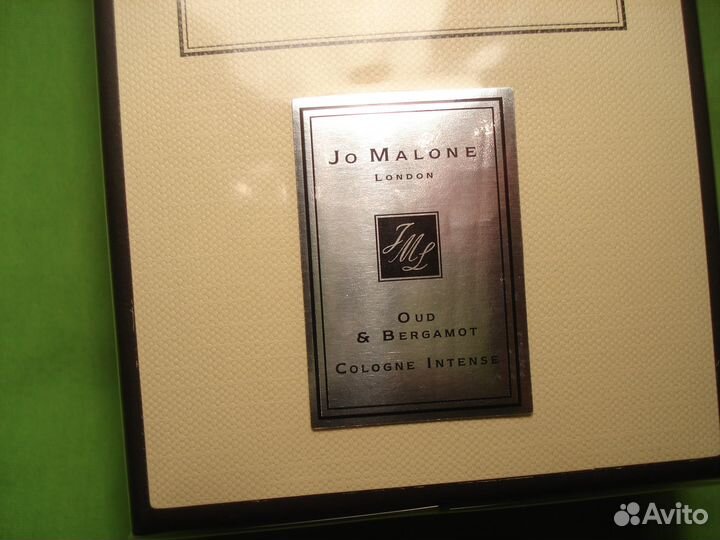 Jo Malone
London
JML
Oud
& Bergamot
Cologne Intense
Avito